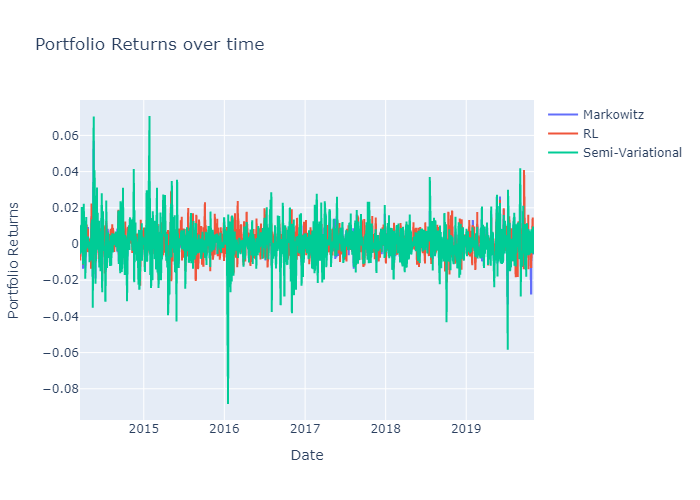 Portfolio Returns over time
Markowitz
RL
Semi-Variational
Portfolio Returns
0.06
0.04
0.02
0
−0.02
−0.04
−0.06
−0.08
2015
2016
2017
2018
2019
Date